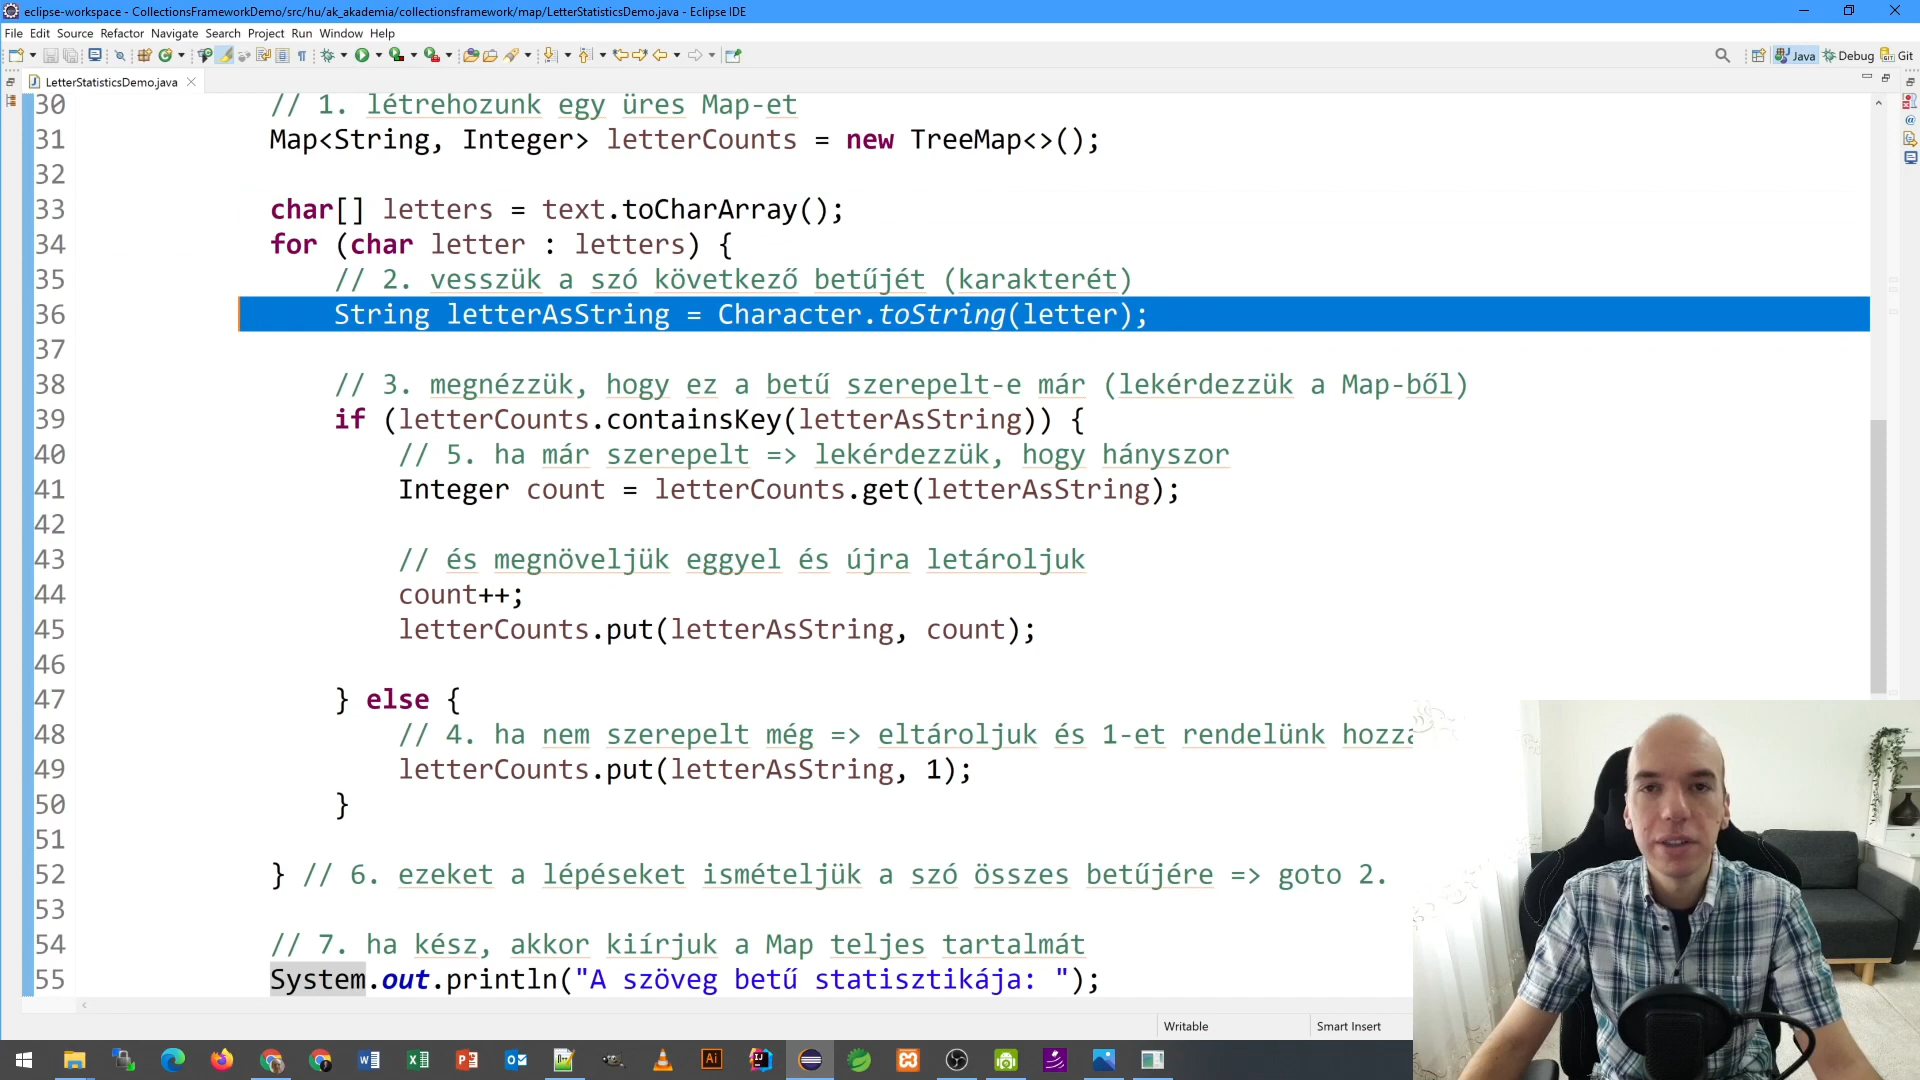 eclipse-workspace - CollectionsFrameworkDemo/src/hu/ak_akademia/collectionsframework/map/LetterStatisticsDemo.java - Eclipse IDE
File Edit Source Refactor Navigate Search Project Run Window Help
Java Debug Git
LetterStatisticsDemo.java
30 // 1. létrehozunk egy üres Map-et
31 Map<String, Integer> letterCounts = new TreeMap<>();
32
33 char[] letters = text.toCharArray();
34 for (char letter : letters) {
35 // 2. vesszük a szó következő betűjét (karakterét)
36 String letterAsString = Character.toString(letter);
37
38 // 3. megnézzük, hogy ez a betű szerepelt-e már (lekérdezzük a Map-ből)
39 if (letterCounts.containsKey(letterAsString)) {
40 // 5. ha már szerepelt => lekérdezzük, hogy hányszor
41 Integer count = letterCounts.get(letterAsString);
42
43 // és megnöveljük eggyel és újra letároljuk
44 count++;
45 letterCounts.put(letterAsString, count);
46
47 } else {
48 // 4. ha nem szerepelt még => eltároljuk és 1-et rendelünk hozzá
49 letterCounts.put(letterAsString, 1);
50 }
51
52 } // 6. ezeket a lépéseket ismételjük a szó összes betűjére => goto 2.
53
54 // 7. ha kész, akkor kiírjuk a Map teljes tartalmát
55 System.out.println("A szöveg betű statisztikája: ");
Writable Smart Insert